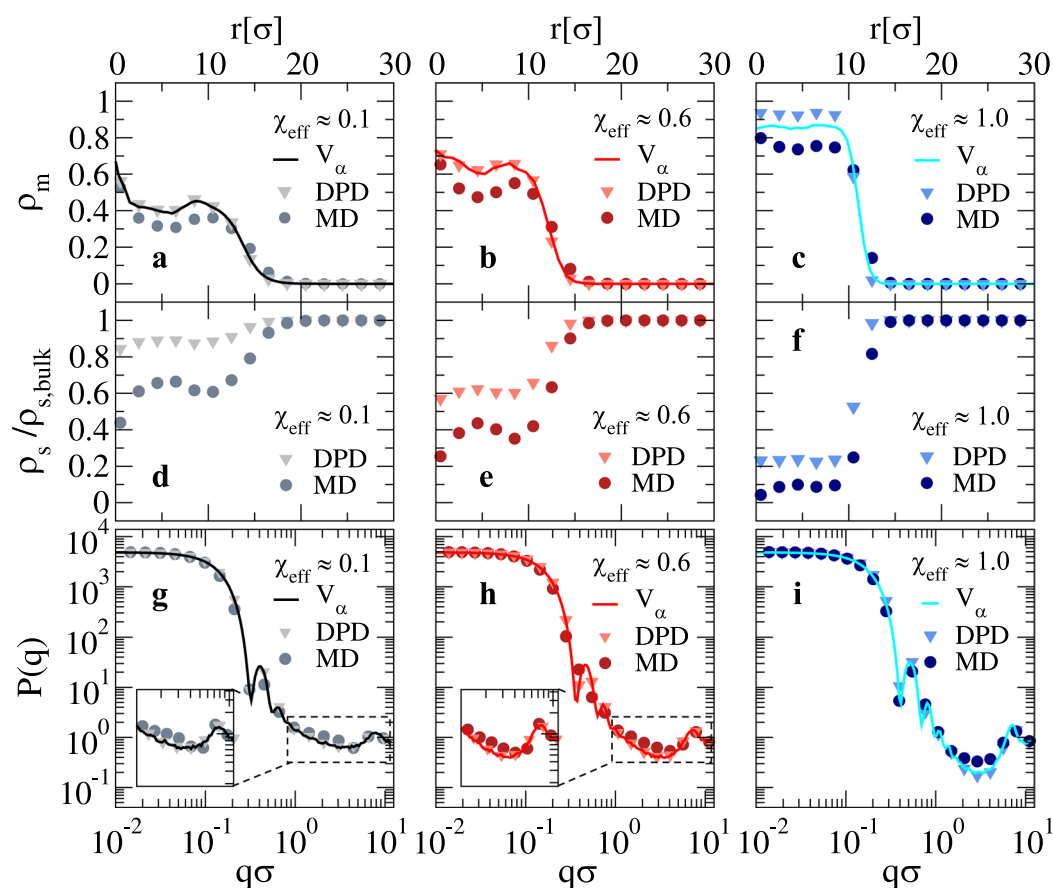 r[σ] r[σ] r[σ]
0 10 20 30 0 10 20 30 0 10 20 30
ρm
1
0.8
0.6
0.4
0.2
0
χeff ≈ 0.1
Vα
DPD
MD
a
χeff ≈ 0.6
Vα
DPD
MD
b
χeff ≈ 1.0
Vα
DPD
MD
c
ρs /ρs,bulk
1
0.8
0.6
0.4
0.2
0
d
χeff ≈ 0.1
DPD
MD
e
χeff ≈ 0.6
DPD
MD
f
χeff ≈ 1.0
DPD
MD
P(q)
10^4
10^3
10^2
10^1
10^0
10^-1
g
χeff ≈ 0.1
Vα
DPD
MD
h
χeff ≈ 0.6
Vα
DPD
MD
i
χeff ≈ 1.0
Vα
DPD
MD
10^-2 10^-1 10^0 10^1 10^-2 10^-1 10^0 10^1 10^-2 10^-1 10^0 10^1
qσ qσ qσ